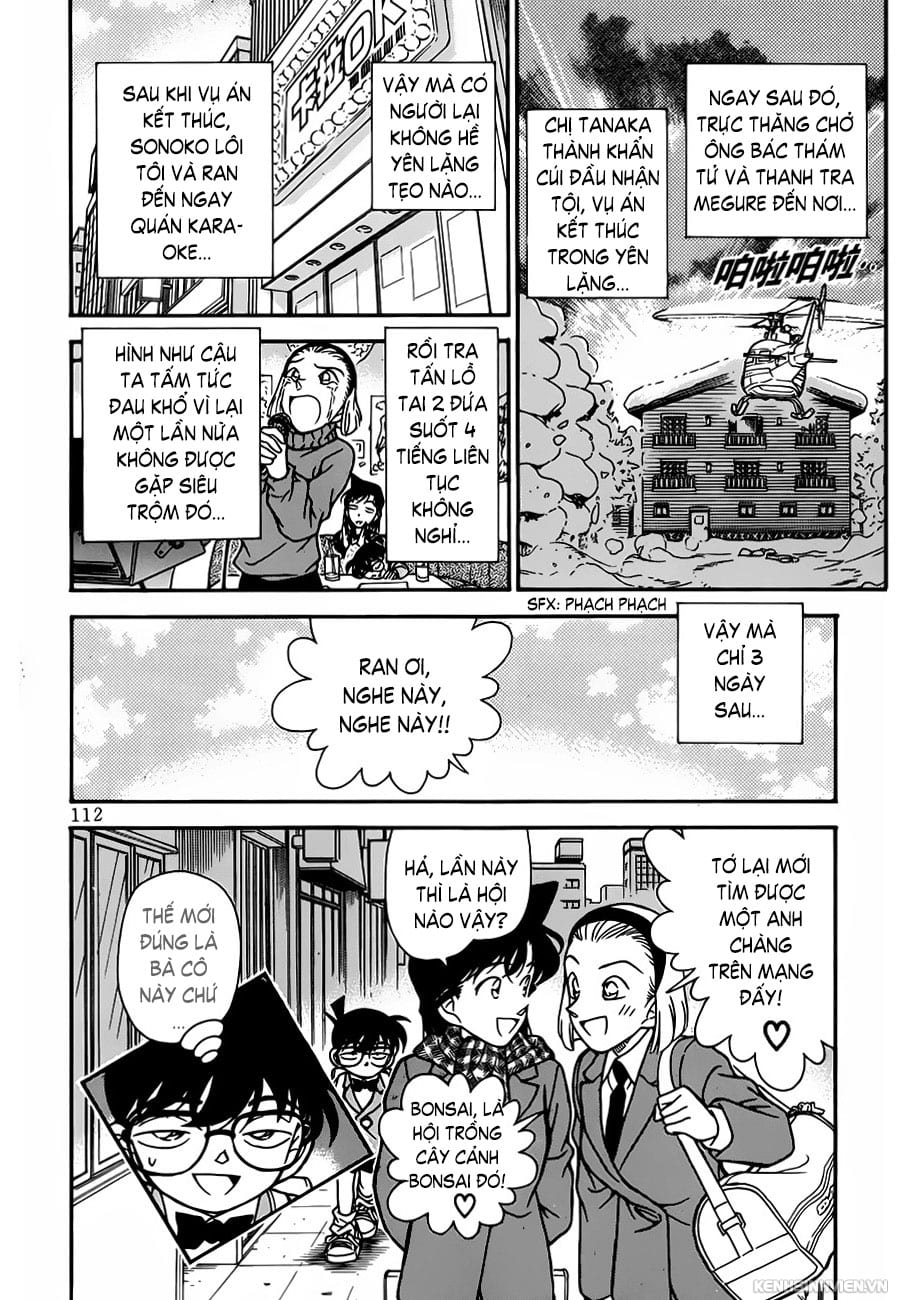 NGAY SAU ĐÓ,
TRỰC THĂNG CHỞ
ÔNG BÁC THÁM
TỬ VÀ THANH TRA
MEGURE ĐẾN NƠI...
咱啦咱啦..
CHỊ TANAKA
THÀNH KHẨN
CÚI ĐẦU NHẬN
TỘI, VỤ ÁN
KẾT THÚC
TRONG YÊN
LẶNG...
SFX: PHẠCH PHẠCH
VẬY MÀ CÓ
NGƯỜI LẠI
KHÔNG HỀ
YÊN LẶNG
TẸO NÀO...
卡拉OK
SAU KHI VỤ ÁN
KẾT THÚC,
SONOKO LÔI
TÔI VÀ RAN
ĐẾN NGAY
QUÁN KARA-
OKE...
RỒI TRA
TẤN LỖ
TAI 2 ĐỨA
SUỐT 4
TIẾNG LIÊN
TỤC
KHÔNG
NGHỈ...
HÌNH NHƯ CẬU
TA TẤM TỨC
ĐAU KHỔ VÌ LẠI
MỘT LẦN NỮA
KHÔNG ĐƯỢC
GẶP SIÊU
TRỘM ĐÓ...
VẬY MÀ
CHỈ 3
NGÀY
SAU...
RAN ƠI,
NGHE NÀY,
NGHE NÀY!!
112
TỚ LẠI MỚI
TÌM ĐƯỢC
MỘT ANH
CHÀNG
TRÊN MẠNG
ĐẤY!
♡
HẢ, LẦN NÀY
THÌ LÀ HỘI
NÀO VẬY?
BONSAI, LÀ
HỘI TRỒNG
CÂY CẢNH
BONSAI ĐÓ!
♡
THẾ MỚI
ĐÚNG LÀ
BÀ CÔ
NÀY CHỨ
...
KENHSINHVIEN.VN